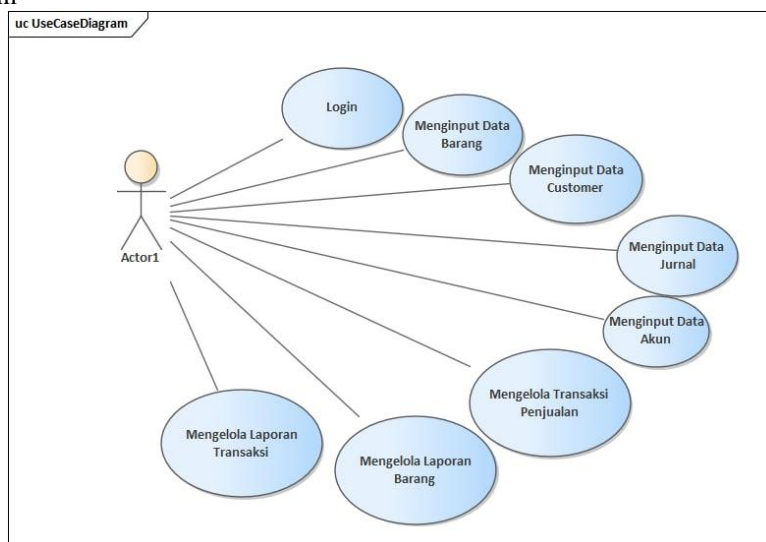 uc UseCaseDiagram
Login
Menginput Data
Barang
Menginput Data
Customer
Menginput Data
Jurnal
Actor1
Menginput Data
Akun
Mengelola Transaksi
Penjualan
Mengelola Laporan
Transaksi
Mengelola Laporan
Barang